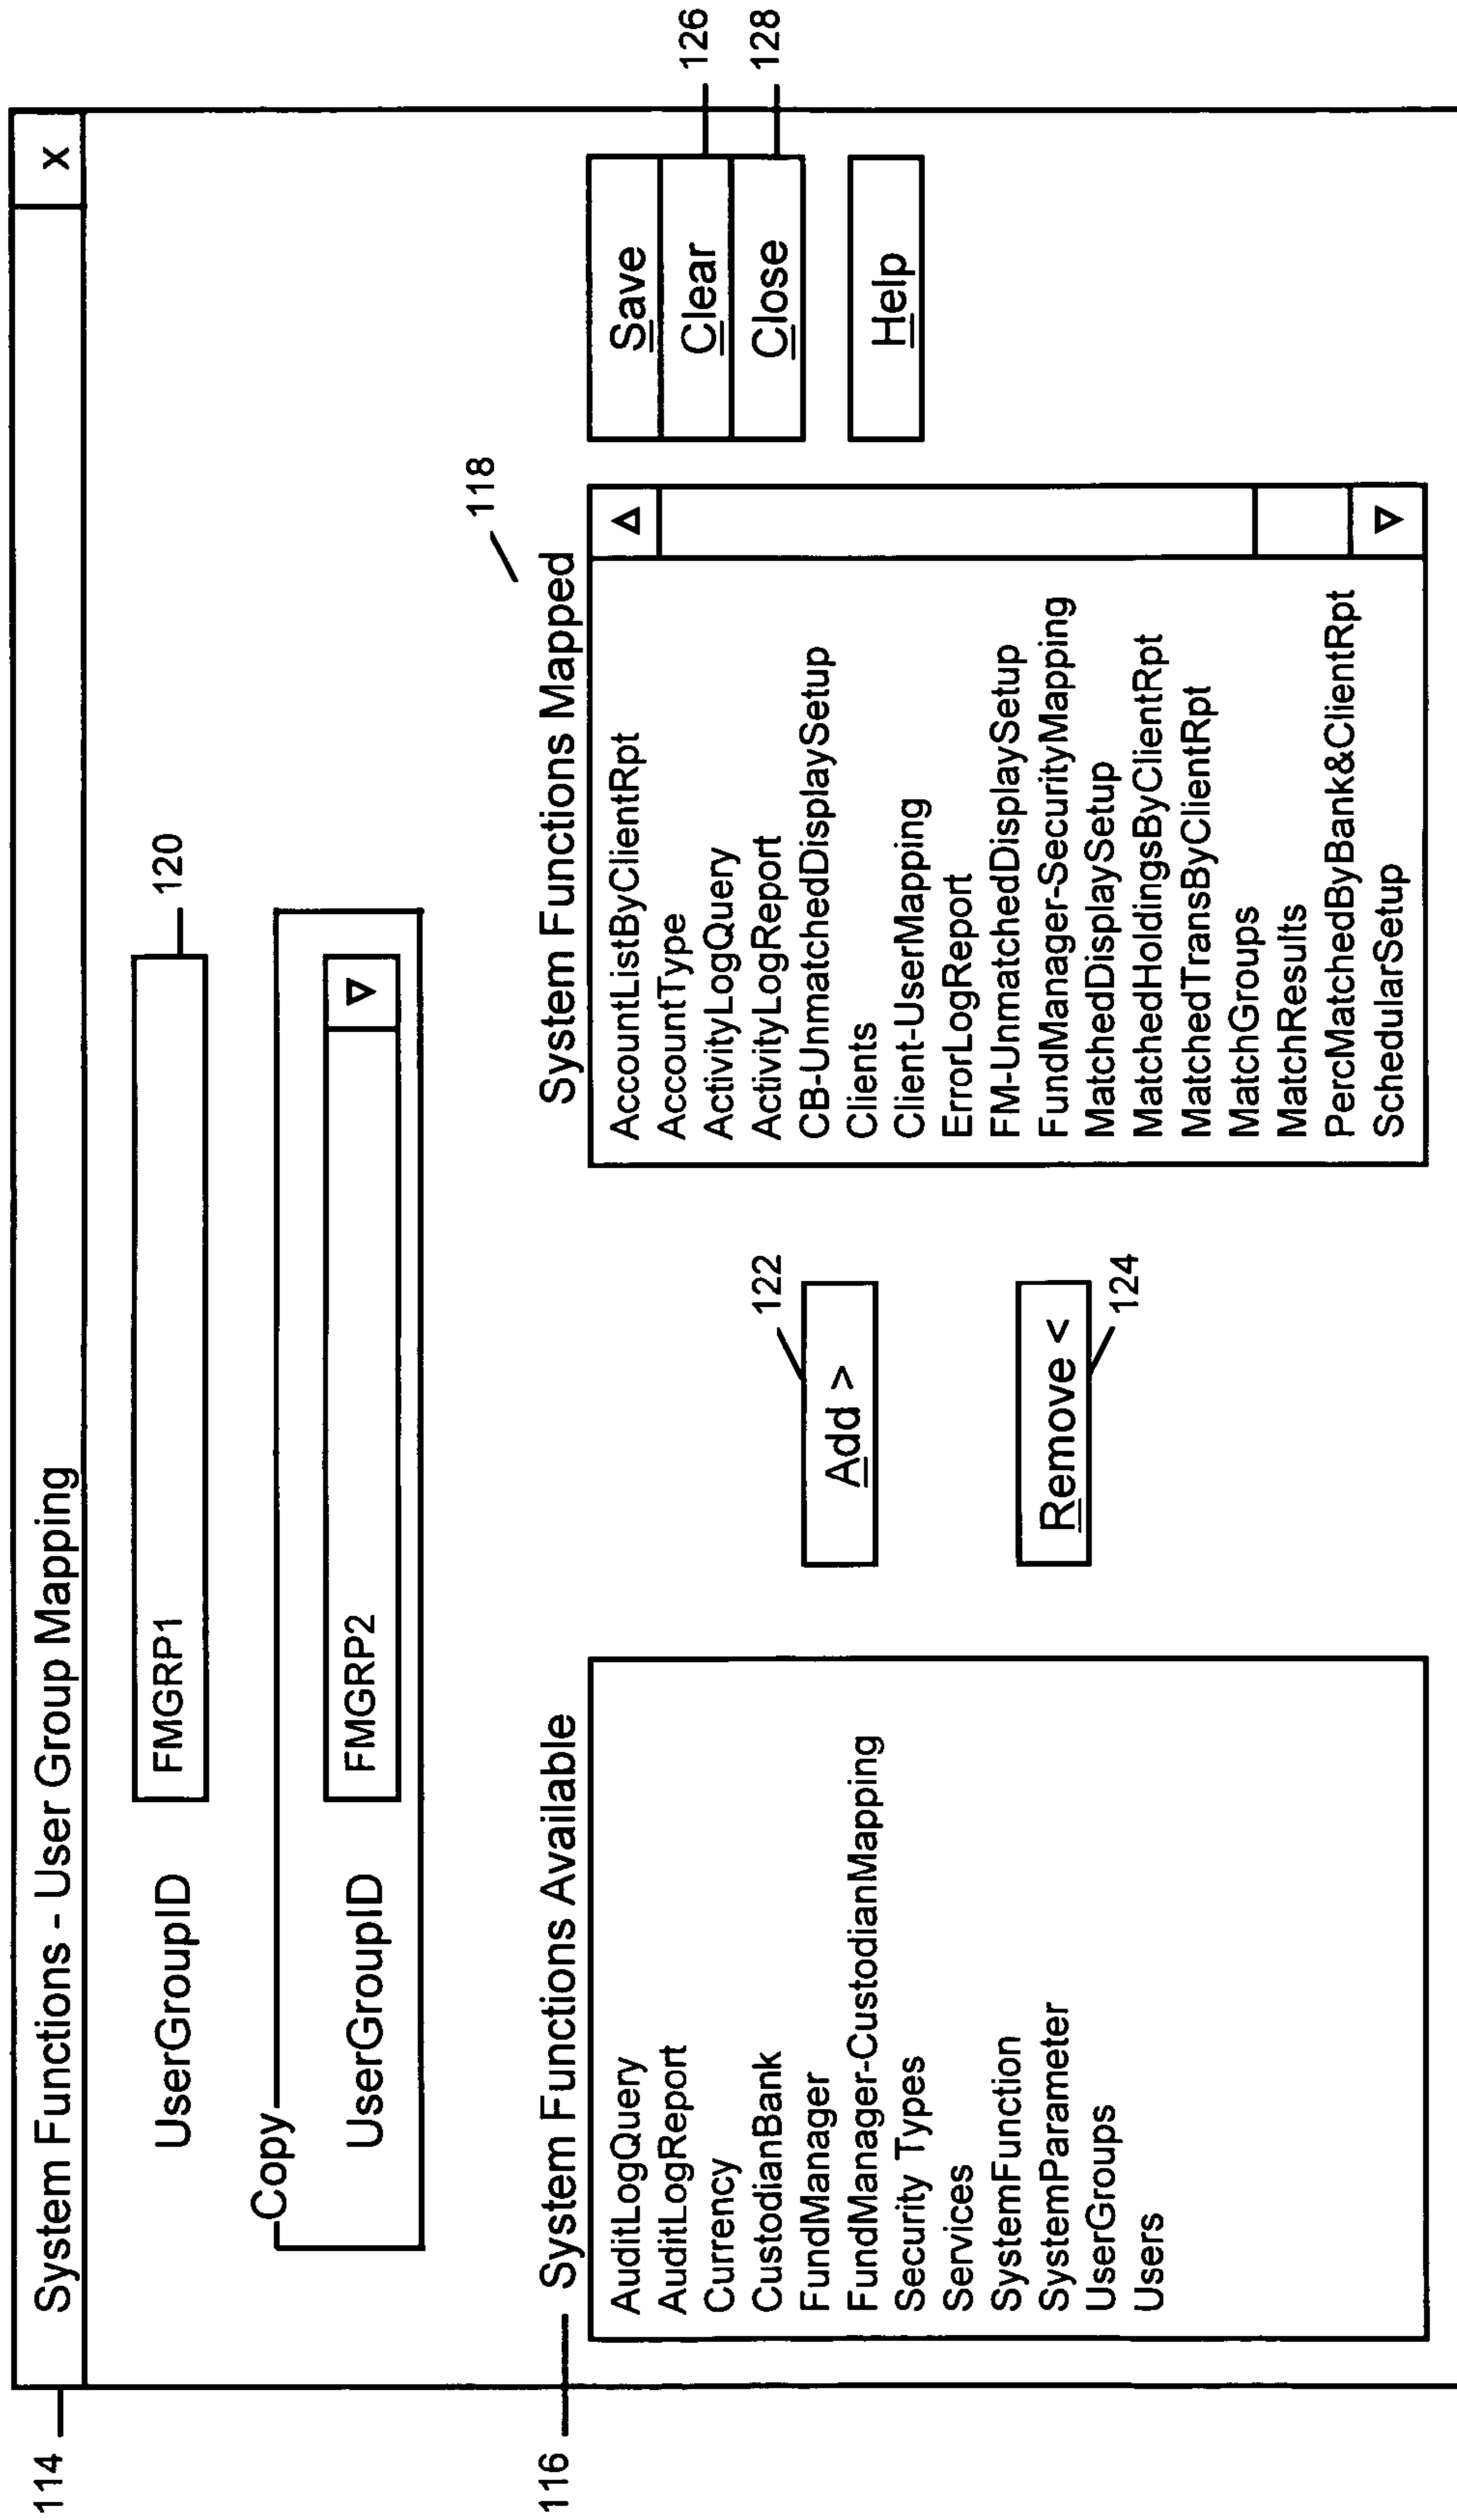 114
System Functions - User Group Mapping
x
UserGroupID
FMGRP1
120
Copy
UserGroupID
FMGRP2
116
System Functions Available
AuditLogQuery
AuditLogReport
Currency
CustodianBank
FundManager
FundManager-CustodianMapping
Security Types
Services
SystemFunction
SystemParameter
UserGroups
Users
122
Add >
Remove <
124
118
System Functions Mapped
AccountListByClientRpt
AccountType
ActivityLogQuery
ActivityLogReport
CB-UnmatchedDisplaySetup
Clients
Client-UserMapping
ErrorLogReport
FM-UnmatchedDisplaySetup
FundManager-SecurityMapping
MatchedDisplaySetup
MatchedHoldingsByClientRpt
MatchedTransByClientRpt
MatchGroups
MatchResults
PercMatchedByBank&ClientRpt
SchedularSetup
Save
Clear
126
Close
128
Help